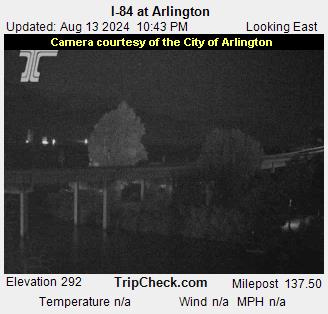 I-84 at Arlington
Updated: Aug 13 2024 10:43 PM Looking East
Camera courtesy of the City of Arlington
Elevation 292 TripCheck.com Milepost 137.50
Temperature n/a Wind n/a MPH n/a